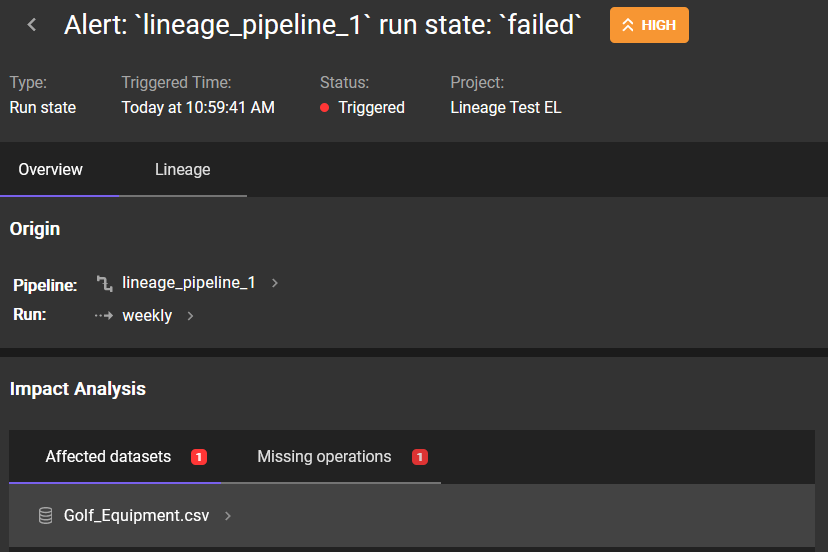 Alert: `lineage_pipeline_1` run state: `failed` HIGH
Type: Triggered Time: Status: Project:
Run state Today at 10:59:41 AM Triggered Lineage Test EL
Overview Lineage
Origin
Pipeline: lineage_pipeline_1
Run: weekly
Impact Analysis
Affected datasets 1 Missing operations 1
Golf_Equipment.csv